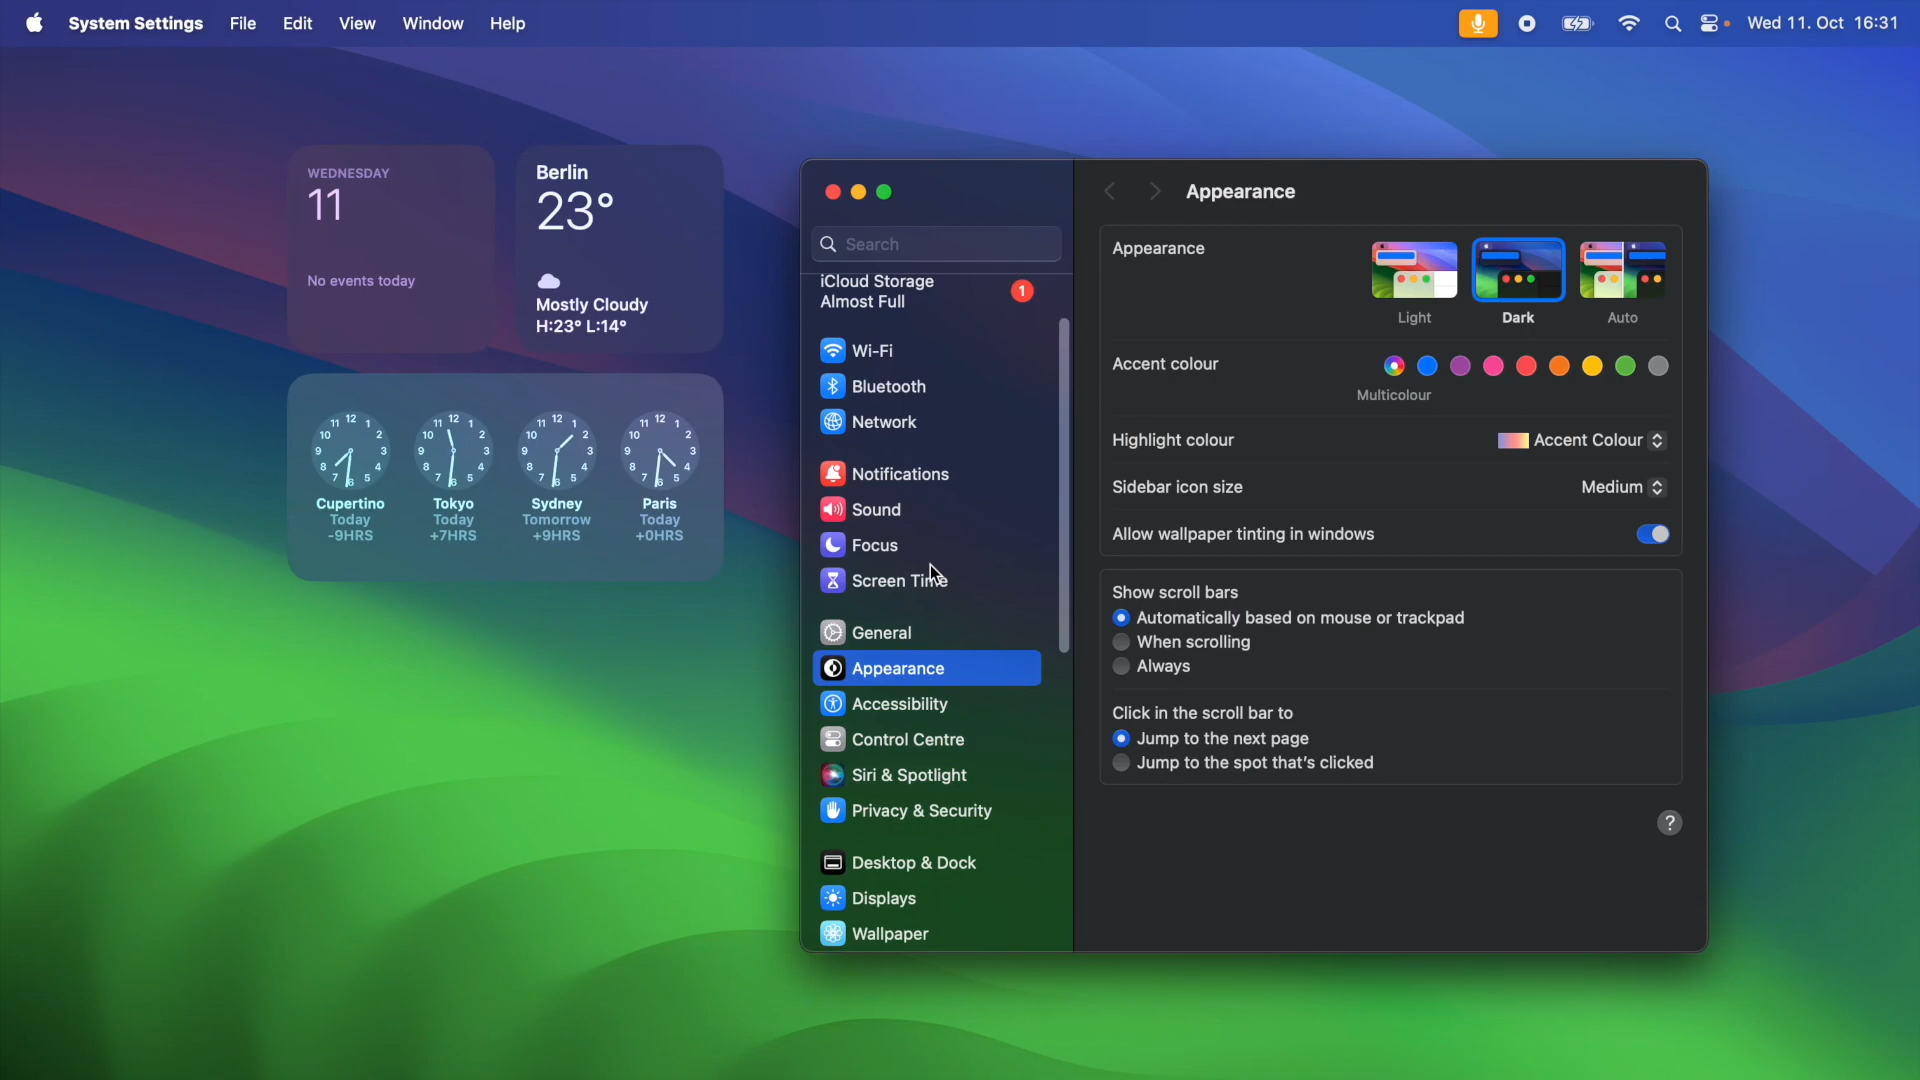 System Settings File Edit View Window Help
Wed 11. Oct 16:31
WEDNESDAY
11
No events today
Berlin
23°
Mostly Cloudy
H:23° L:14°
Cupertino
Today
-9HRS
Tokyo
Today
+7HRS
Sydney
Tomorrow
+9HRS
Paris
Today
+0HRS
Search
iCloud Storage
Almost Full
1
Wi-Fi
Bluetooth
Network
Notifications
Sound
Focus
Screen Time
General
Appearance
Accessibility
Control Centre
Siri & Spotlight
Privacy & Security
Desktop & Dock
Displays
Wallpaper
Appearance
Appearance
Light Dark Auto
Accent colour
Multicolour
Highlight colour Accent Colour
Sidebar icon size Medium
Allow wallpaper tinting in windows
Show scroll bars
Automatically based on mouse or trackpad
When scrolling
Always
Click in the scroll bar to
Jump to the next page
Jump to the spot that's clicked
?